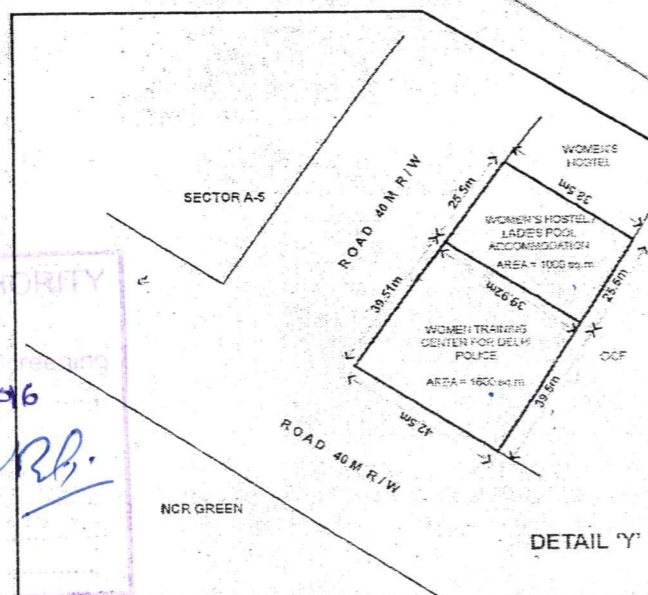 WOMEN'S
HOSTEL
SECTOR A-5
ROAD 40 M R/W
25.5m
WOMEN'S HOSTEL /
LADIES POOL
ACCOMMODATION
AREA = 1000 sq.m
25.5m
39.51m
39.92m
WOMEN TRAINING
CENTER FOR DELHI
POLICE
AREA = 1600 sq.m
OCF
39.5m
42.5m
ROAD 40 M R/W
NCR GREEN
DETAIL 'Y'
HORITY
reening